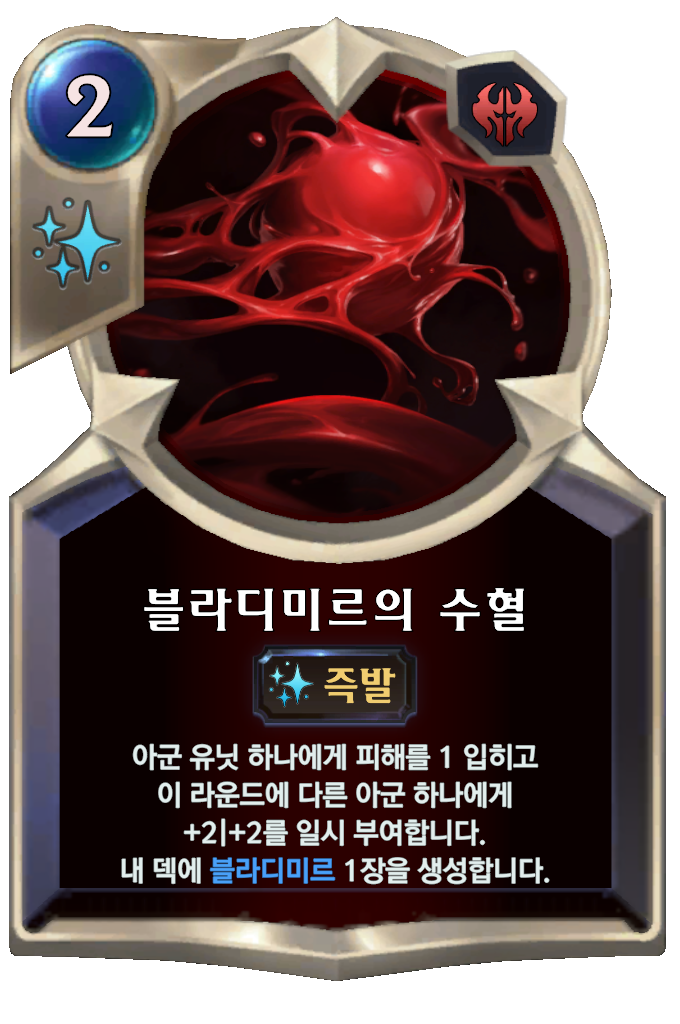 2
블라디미르의 수혈
즉발
아군 유닛 하나에게 피해를 1 입히고
이 라운드에 다른 아군 하나에게
+2|+2를 일시 부여합니다.
내 덱에 블라디미르 1장을 생성합니다.